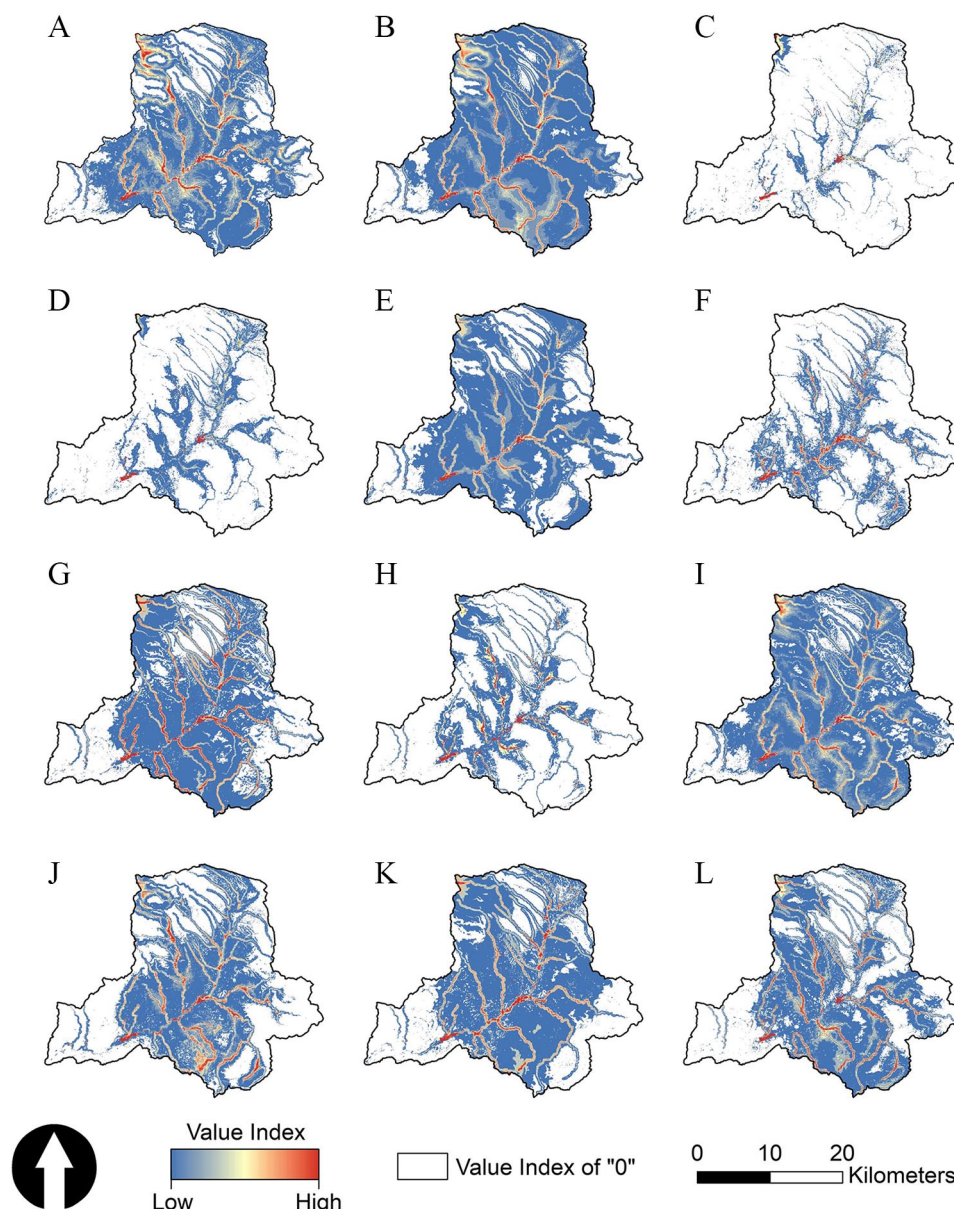 A B C
D E F
G H I
J K L
Value Index
Low High
Value Index of "0"
0 10 20
Kilometers